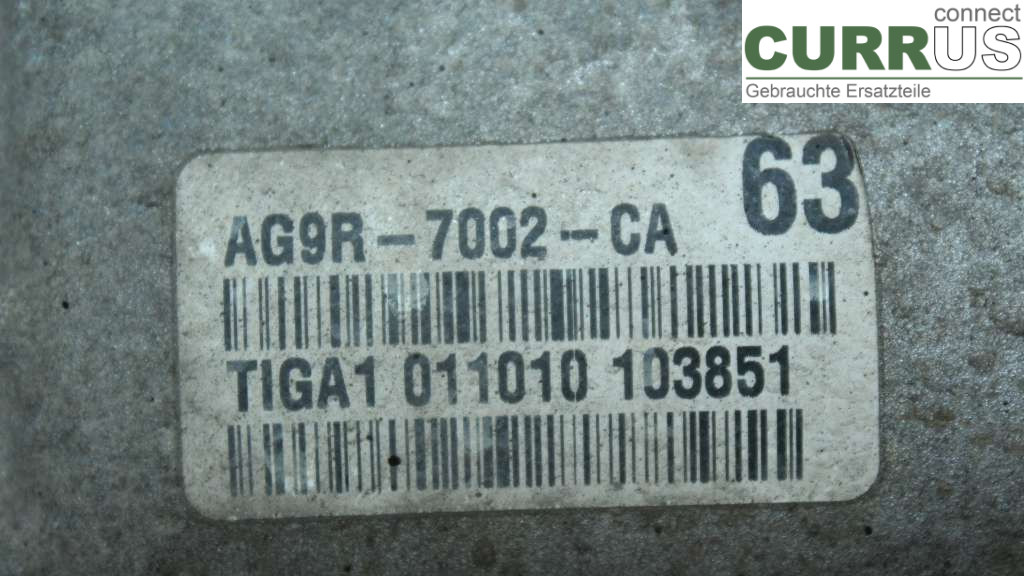 connect
CURRUS
Gebrauchte Ersatzteile
63
AG9R-7002-CA
TIGA1 011010 103851